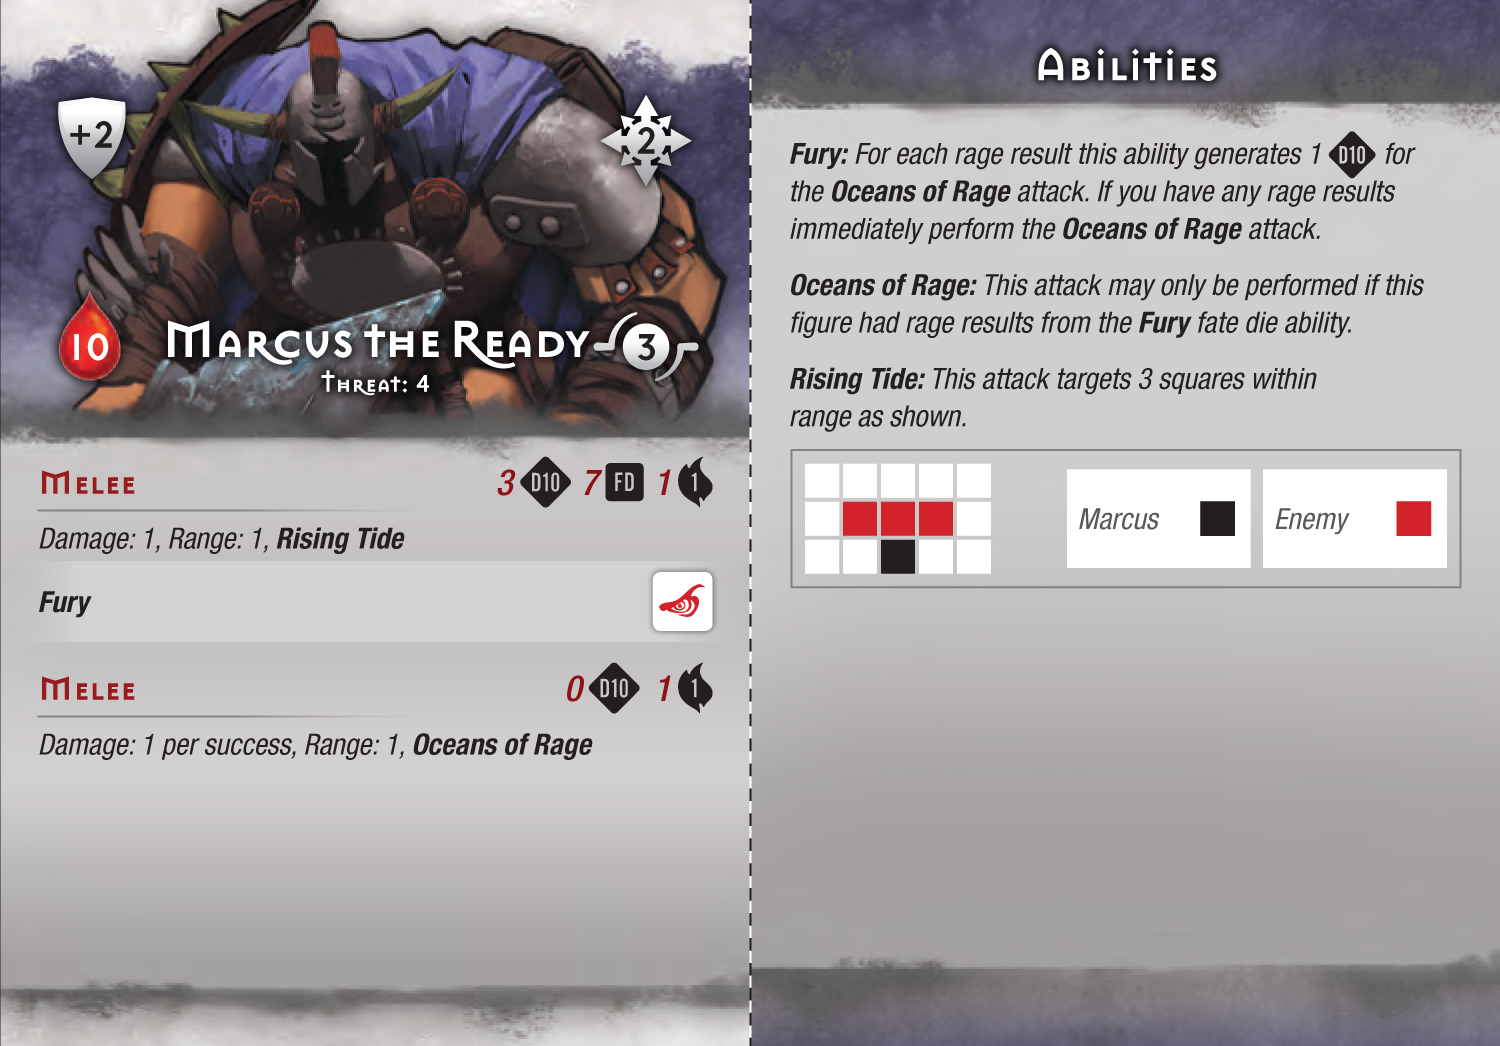 +2
2
10
Marcus the Ready
3
Threat: 4
Melee 3 D10 7 FD 1 1
Damage: 1, Range: 1, Rising Tide
Fury
Melee 0 D10 1 1
Damage: 1 per success, Range: 1, Oceans of Rage
Abilities
Fury: For each rage result this ability generates 1 D10 for
the Oceans of Rage attack. If you have any rage results
immediately perform the Oceans of Rage attack.
Oceans of Rage: This attack may only be performed if this
figure had rage results from the Fury fate die ability.
Rising Tide: This attack targets 3 squares within
range as shown.
Marcus
Enemy